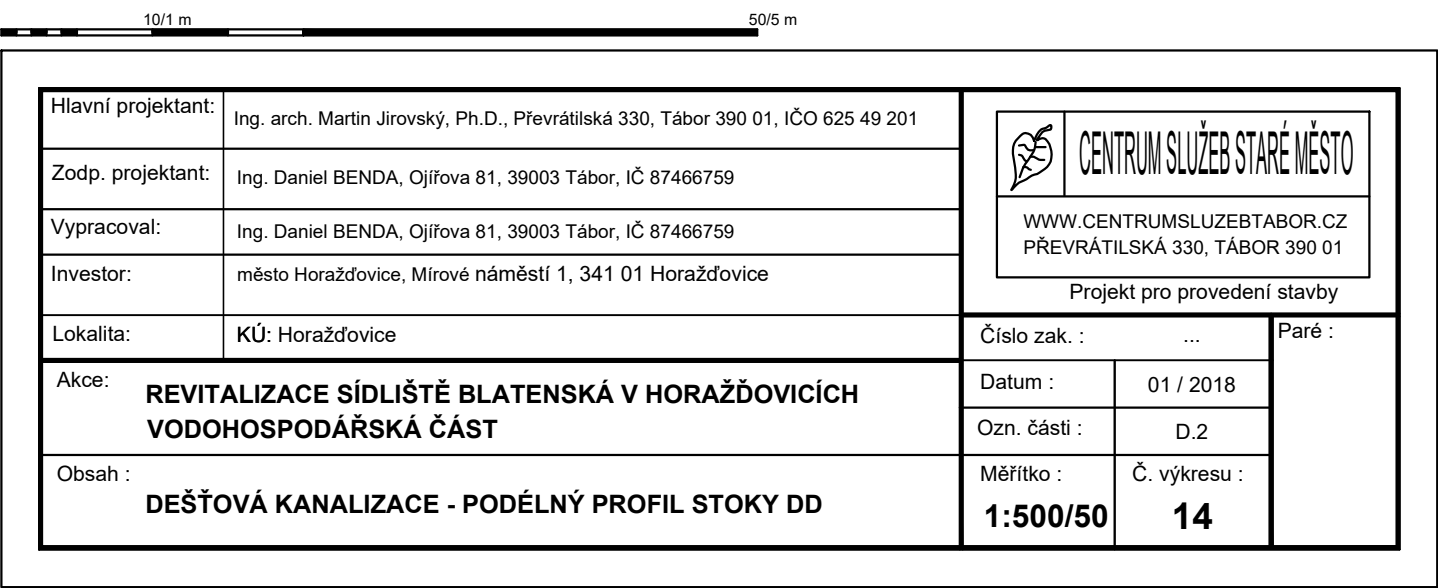 10/1 m
50/5 m
Hlavní projektant:
Ing. arch. Martin Jirovský, Ph.D., Převrátilská 330, Tábor 390 01, IČO 625 49 201
Zodp. projektant:
Ing. Daniel BENDA, Ojířova 81, 39003 Tábor, IČ 87466759
Vypracoval:
Ing. Daniel BENDA, Ojířova 81, 39003 Tábor, IČ 87466759
Investor:
město Horažďovice, Mírové náměstí 1, 341 01 Horažďovice
Lokalita:
KÚ: Horažďovice
Akce:
REVITALIZACE SÍDLIŠTĚ BLATENSKÁ V HORAŽĎOVICÍCH
VODOHOSPODÁŘSKÁ ČÁST
Obsah :
DEŠŤOVÁ KANALIZACE - PODÉLNÝ PROFIL STOKY DD
CENTRUM SLUŽEB STARÉ MĚSTO
WWW.CENTRUMSLUZEBTABOR.CZ
PŘEVRÁTILSKÁ 330, TÁBOR 390 01
Projekt pro provedení stavby
Číslo zak. :
...
Paré :
Datum :
01 / 2018
Ozn. části :
D.2
Měřítko :
1:500/50
Č. výkresu :
14